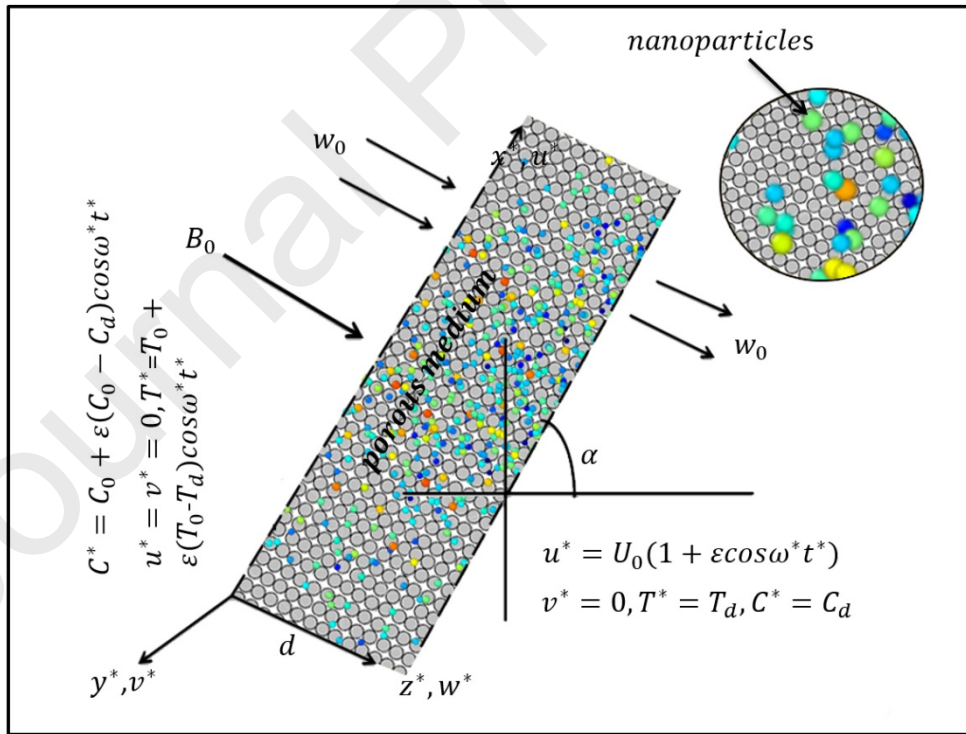 nanoparticles
w₀
x*, u*
B₀
porous medium
w₀
α
C* = C₀ + ε(C₀ − C_d)cosω*t*
u* = v* = 0, T* = T₀ +
ε(T₀-T_d)cosω*t*
u* = U₀(1 + εcosω*t*)
v* = 0, T* = T_d, C* = C_d
d
y*, v*
z*, w*